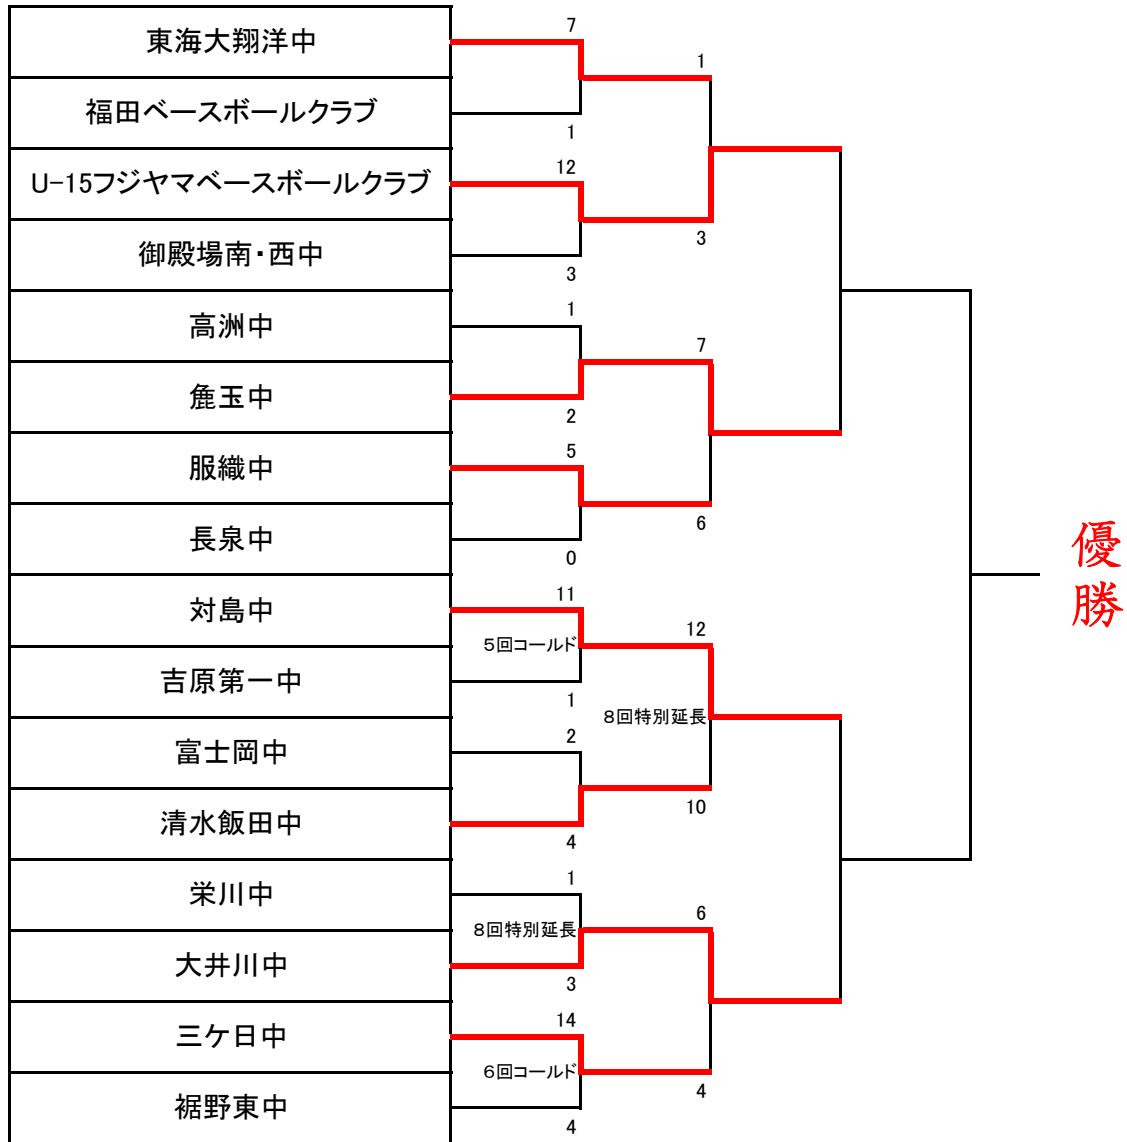 東海大翔洋中
7
1
福田ベースボールクラブ
1
U-15フジヤマベースボールクラブ
12
3
御殿場南・西中
3
高洲中
1
7
麁玉中
2
服織中
5
6
長泉中
0
優勝
対島中
11
12
5回コールド
吉原第一中
1
8回特別延長
富士岡中
2
清水飯田中
4
10
栄川中
1
6
8回特別延長
大井川中
3
三ケ日中
14
6回コールド
4
裾野東中
4